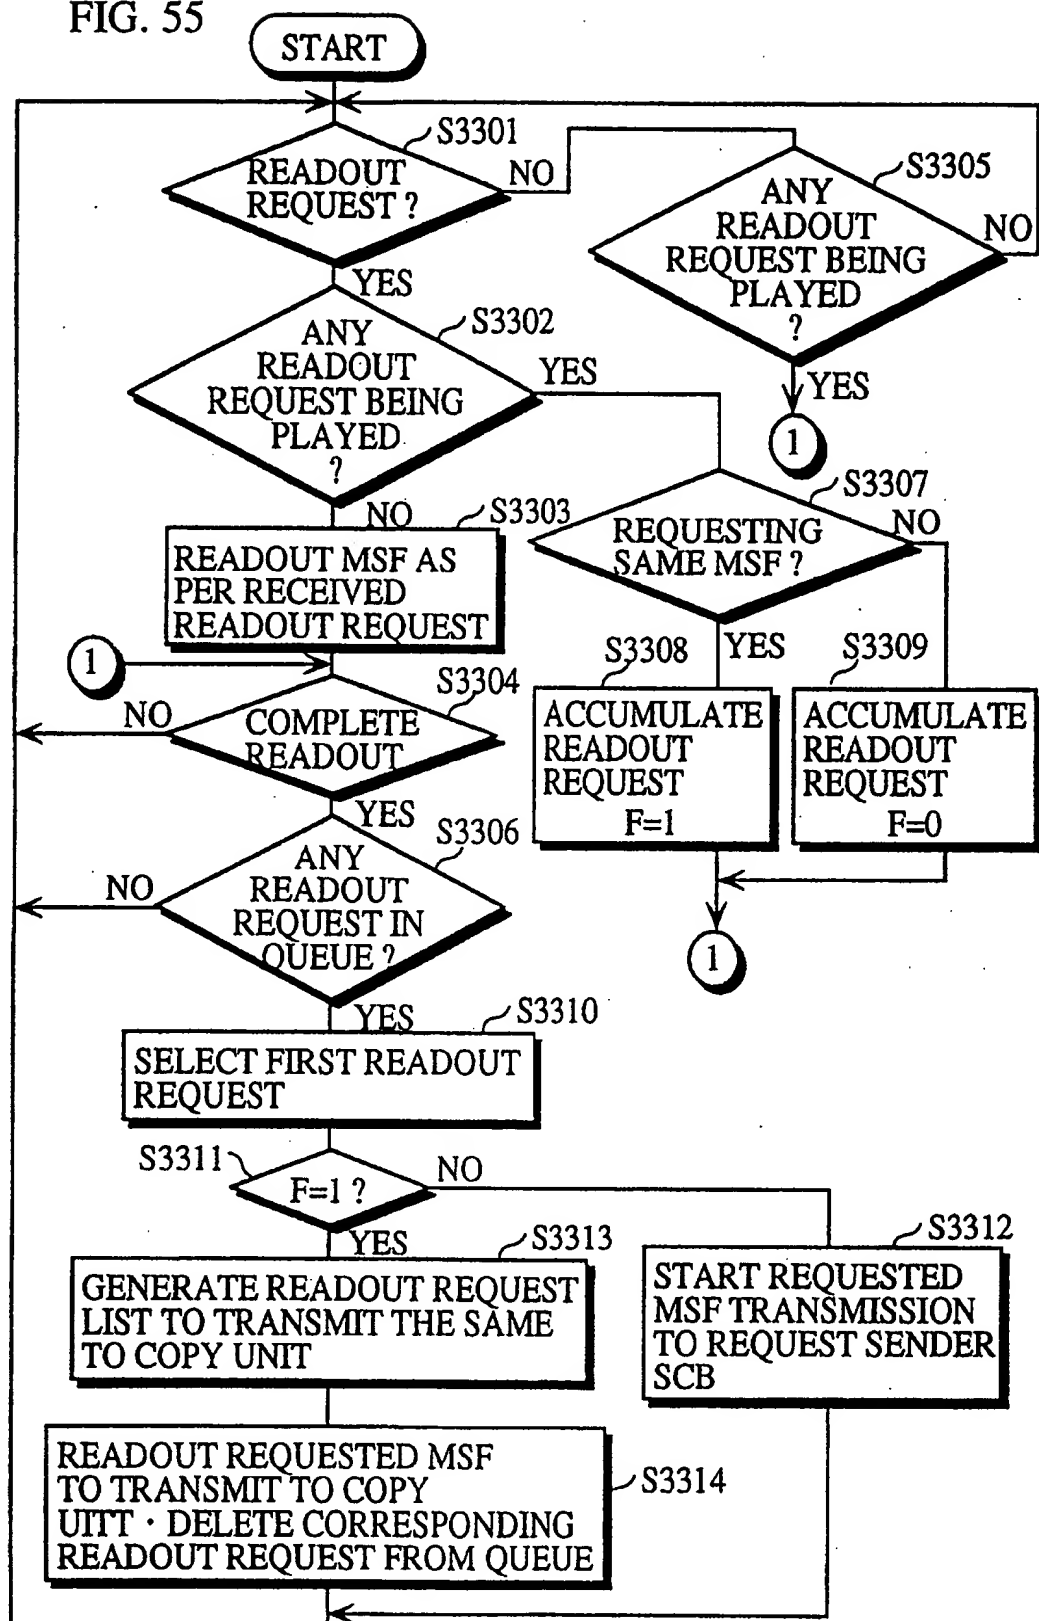 FIG. 55
START
S3301
READOUT
REQUEST ?
NO
YES
S3305
ANY
READOUT
REQUEST BEING
PLAYED
?
NO
YES
1
S3302
ANY
READOUT
REQUEST BEING
PLAYED
?
YES
NO
S3303
READOUT MSF AS
PER RECEIVED
READOUT REQUEST
S3307
REQUESTING
SAME MSF ?
NO
YES
S3308
ACCUMULATE
READOUT
REQUEST
F=1
S3309
ACCUMULATE
READOUT
REQUEST
F=0
1
1
S3304
COMPLETE
READOUT
NO
YES
S3306
ANY
READOUT
REQUEST IN
QUEUE ?
NO
YES
S3310
SELECT FIRST READOUT
REQUEST
S3311
F=1 ?
NO
YES
S3313
GENERATE READOUT REQUEST
LIST TO TRANSMIT THE SAME
TO COPY UNIT
S3312
START REQUESTED
MSF TRANSMISSION
TO REQUEST SENDER
SCB
READOUT REQUESTED MSF
TO TRANSMIT TO COPY
UITT · DELETE CORRESPONDING
READOUT REQUEST FROM QUEUE
S3314